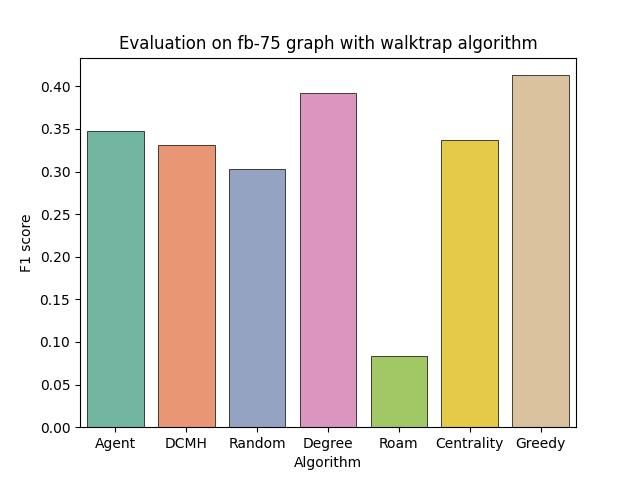 Evaluation on fb-75 graph with walktrap algorithm
F1 score
0.40
0.35
0.30
0.25
0.20
0.15
0.10
0.05
0.00
Agent DCMH Random Degree Roam Centrality Greedy
Algorithm